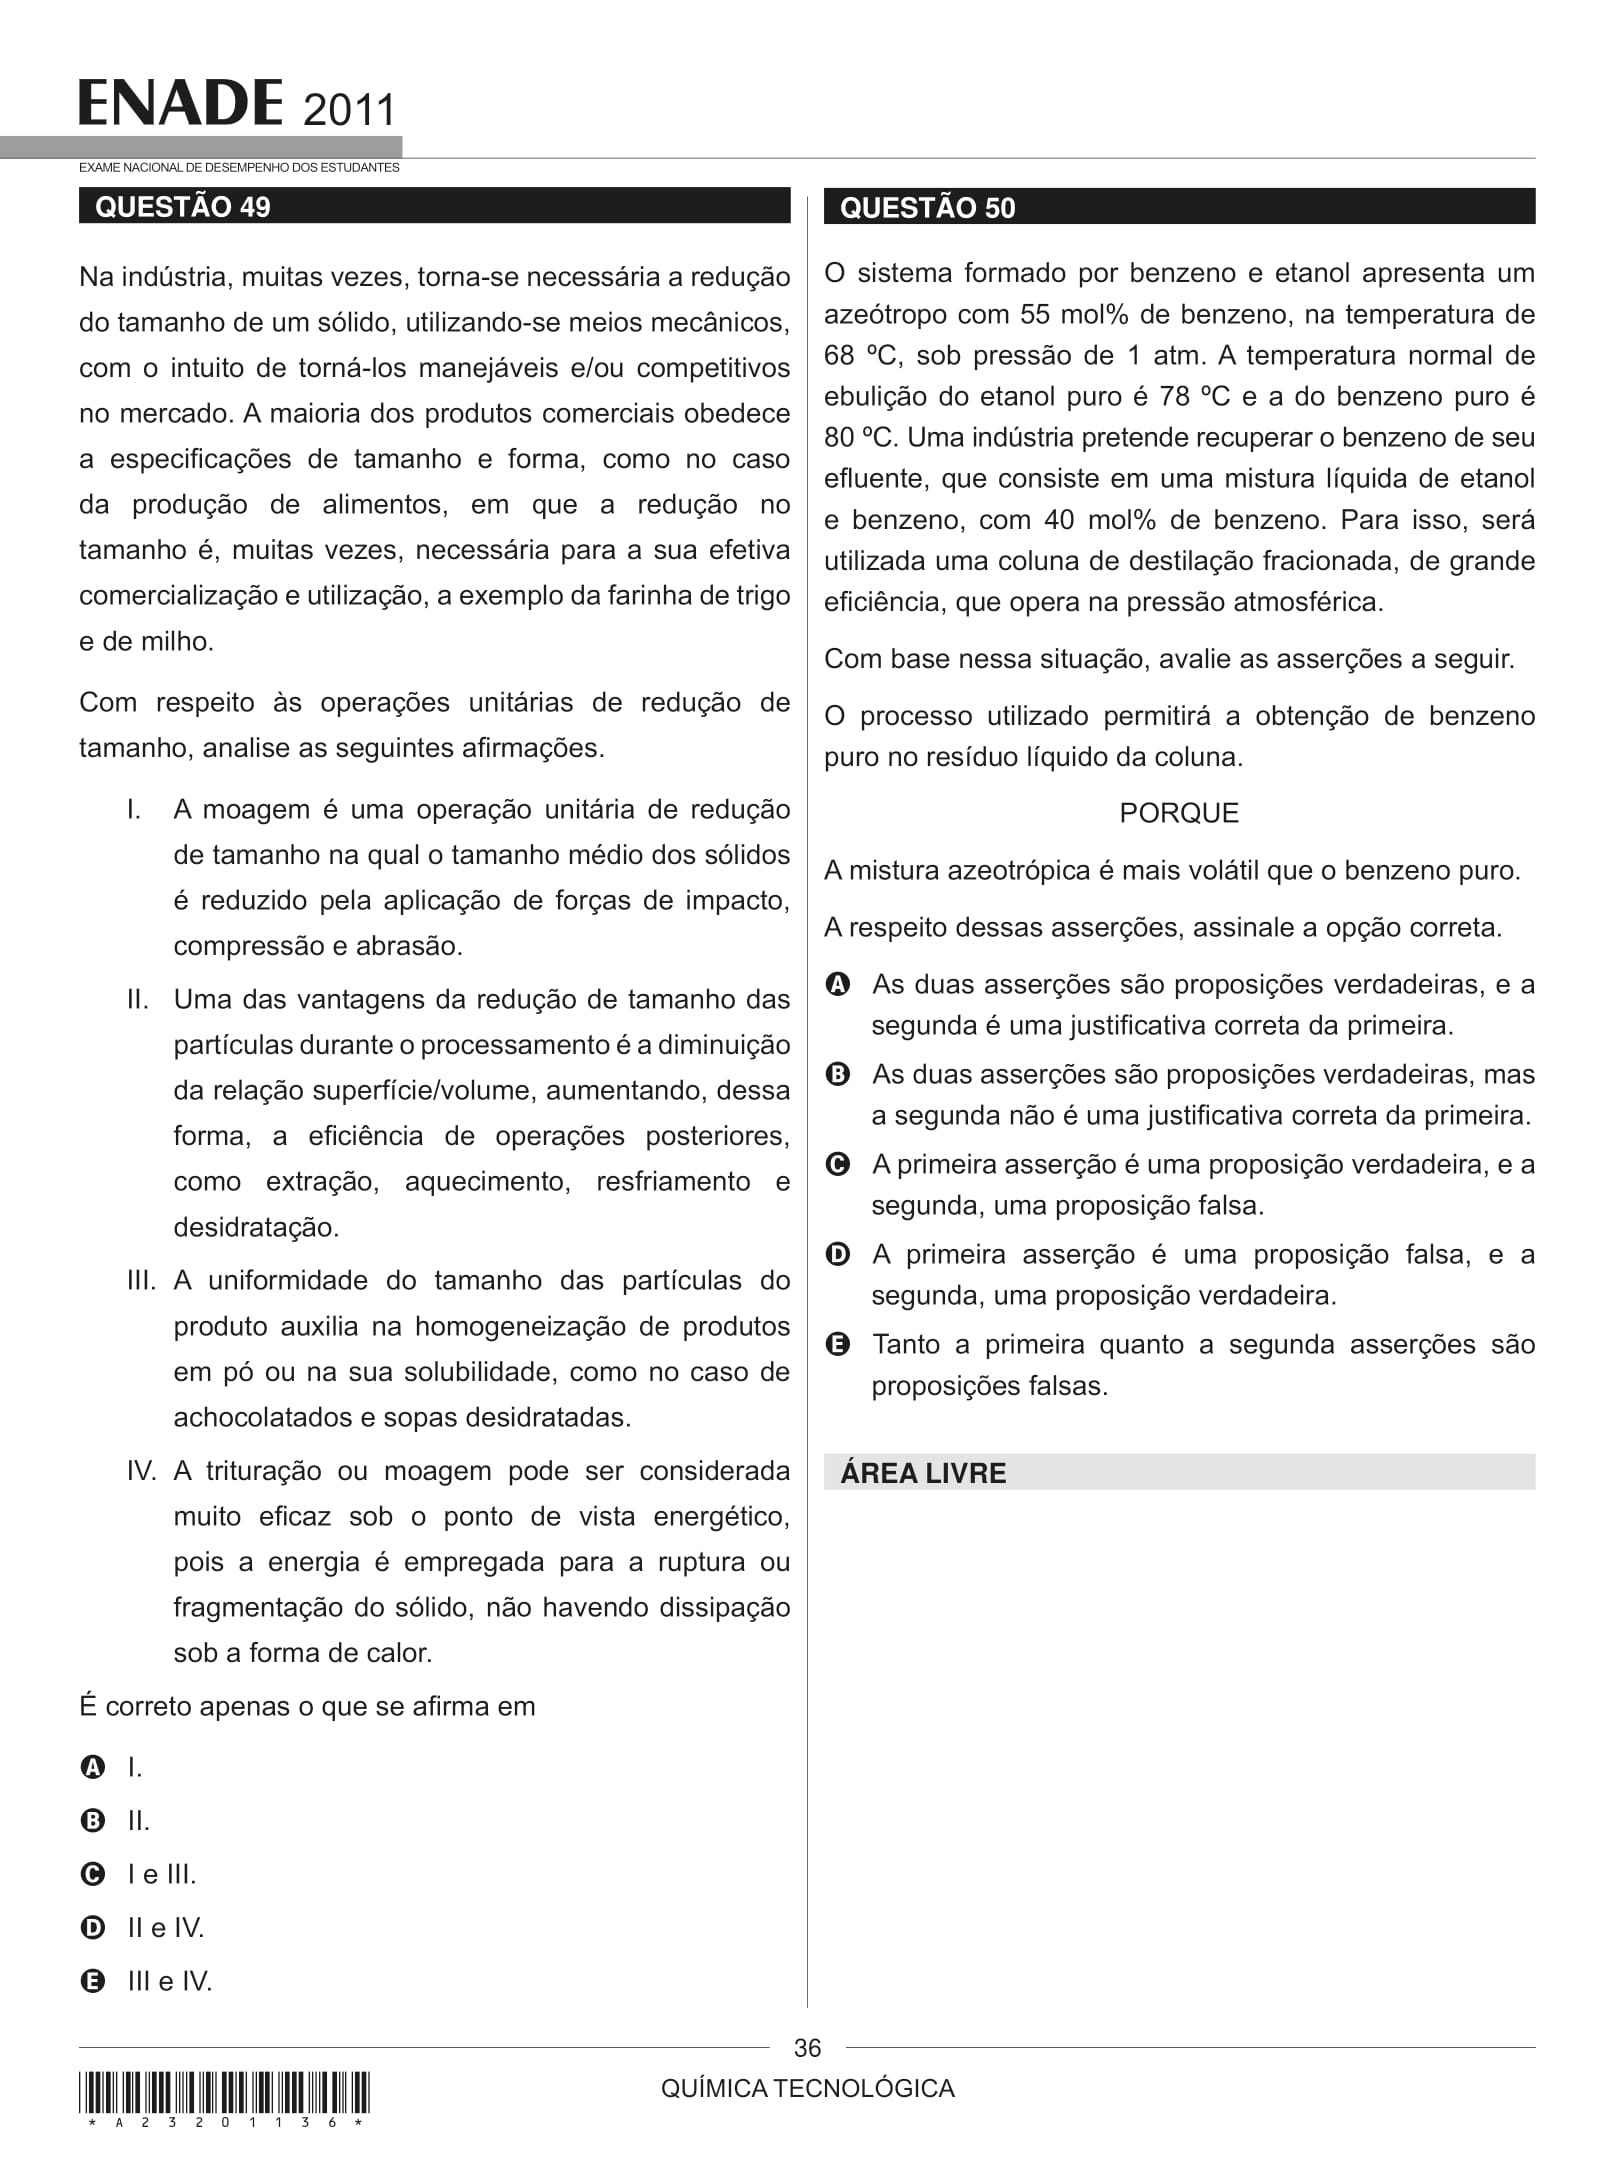 ENADE 2011
EXAME NACIONAL DE DESEMPENHO DOS ESTUDANTES
QUESTÃO 49
Na indústria, muitas vezes, torna-se necessária a redução
do tamanho de um sólido, utilizando-se meios mecânicos,
com o intuito de torná-los manejáveis e/ou competitivos
no mercado. A maioria dos produtos comerciais obedece
a especificações de tamanho e forma, como no caso
da produção de alimentos, em que a redução no
tamanho é, muitas vezes, necessária para a sua efetiva
comercialização e utilização, a exemplo da farinha de trigo
e de milho.
Com respeito às operações unitárias de redução de
tamanho, analise as seguintes afirmações.
I. A moagem é uma operação unitária de redução
de tamanho na qual o tamanho médio dos sólidos
é reduzido pela aplicação de forças de impacto,
compressão e abrasão.
II. Uma das vantagens da redução de tamanho das
partículas durante o processamento é a diminuição
da relação superfície/volume, aumentando, dessa
forma, a eficiência de operações posteriores,
como extração, aquecimento, resfriamento e
desidratação.
III. A uniformidade do tamanho das partículas do
produto auxilia na homogeneização de produtos
em pó ou na sua solubilidade, como no caso de
achocolatados e sopas desidratadas.
IV. A trituração ou moagem pode ser considerada
muito eficaz sob o ponto de vista energético,
pois a energia é empregada para a ruptura ou
fragmentação do sólido, não havendo dissipação
sob a forma de calor.
É correto apenas o que se afirma em
A I.
B II.
C I e III.
D II e IV.
E III e IV.
QUESTÃO 50
O sistema formado por benzeno e etanol apresenta um
azeótropo com 55 mol% de benzeno, na temperatura de
68 ºC, sob pressão de 1 atm. A temperatura normal de
ebulição do etanol puro é 78 ºC e a do benzeno puro é
80 ºC. Uma indústria pretende recuperar o benzeno de seu
efluente, que consiste em uma mistura líquida de etanol
e benzeno, com 40 mol% de benzeno. Para isso, será
utilizada uma coluna de destilação fracionada, de grande
eficiência, que opera na pressão atmosférica.
Com base nessa situação, avalie as asserções a seguir.
O processo utilizado permitirá a obtenção de benzeno
puro no resíduo líquido da coluna.
PORQUE
A mistura azeotrópica é mais volátil que o benzeno puro.
A respeito dessas asserções, assinale a opção correta.
A As duas asserções são proposições verdadeiras, e a
segunda é uma justificativa correta da primeira.
B As duas asserções são proposições verdadeiras, mas
a segunda não é uma justificativa correta da primeira.
C A primeira asserção é uma proposição verdadeira, e a
segunda, uma proposição falsa.
D A primeira asserção é uma proposição falsa, e a
segunda, uma proposição verdadeira.
E Tanto a primeira quanto a segunda asserções são
proposições falsas.
ÁREA LIVRE
36
QUÍMICA TECNOLÓGICA
* A 2 3 2 0 1 1 3 6 *